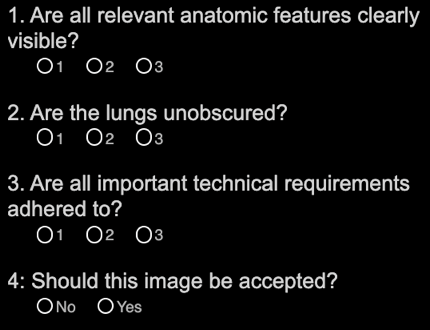 1. Are all relevant anatomic features clearly
visible?
1 2 3
2. Are the lungs unobscured?
1 2 3
3. Are all important technical requirements
adhered to?
1 2 3
4: Should this image be accepted?
No Yes